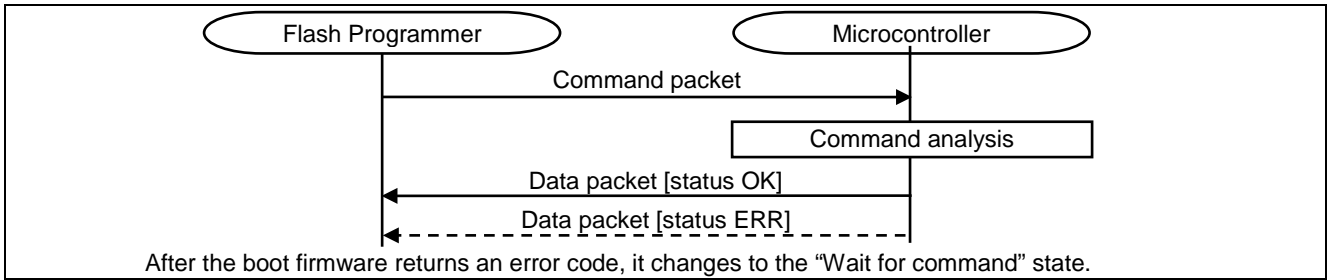 Flash Programmer Microcontroller
Command packet
Command analysis
Data packet [status OK]
Data packet [status ERR]
After the boot firmware returns an error code, it changes to the “Wait for command” state.